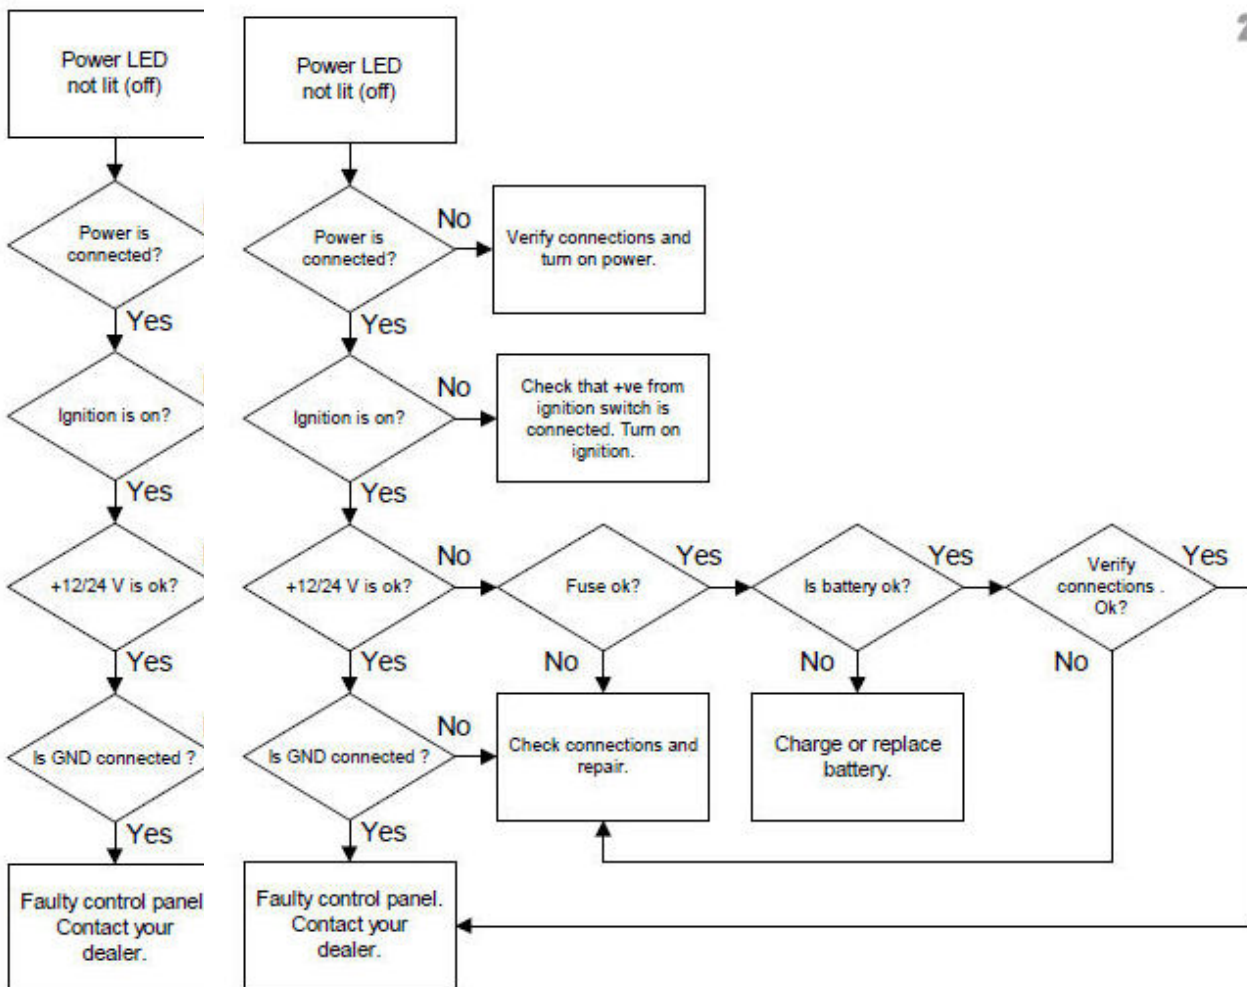 Power LED
not lit (off)
Power is
connected?
Yes
Ignition is on?
Yes
+12/24 V is ok?
Yes
Is GND connected ?
Yes
Faulty control panel
Contact your
dealer.
Power LED
not lit (off)
Power is
connected?
No
Verify connections and
turn on power.
Yes
Ignition is on?
No
Check that +ve from
ignition switch is
connected. Turn on
ignition.
Yes
+12/24 V is ok?
No
Fuse ok?
Yes
Is battery ok?
Yes
Verify
connections .
Ok?
Yes
Yes
No
No
No
Is GND connected ?
No
Check connections and
repair.
Charge or replace
battery.
Yes
Faulty control panel.
Contact your
dealer.